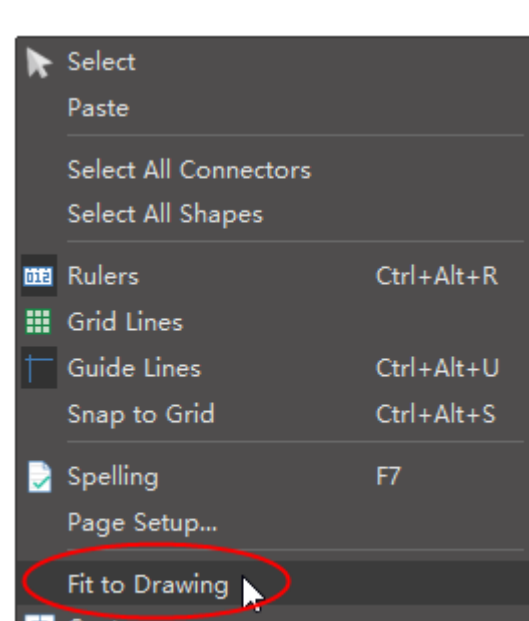 Select
Paste
Select All Connectors
Select All Shapes
012 Rulers Ctrl+Alt+R
Grid Lines
Guide Lines Ctrl+Alt+U
Snap to Grid Ctrl+Alt+S
Spelling F7
Page Setup...
Fit to Drawing